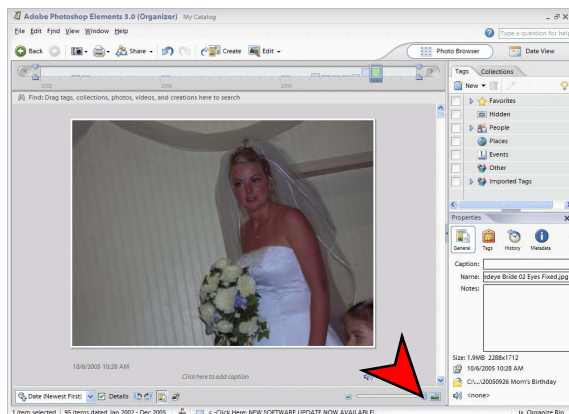 Adobe Photoshop Elements 3.0 (Organizer) My Catalog
File Edit Find View Window Help
Type a question for help
Back Share Create Edit Photo Browser Date View
2002 2004 2005
Find: Drag tags, collections, photos, videos, and creations here to search
Tags Collections
New
Favorites
Hidden
People
Places
Events
Other
Imported Tags
Properties
General Tags History Metadata
Caption:
Name: edeye Bride 02 Eyes Fixed.jpg
Notes:
Size: 1.9MB 2288x1712
10/6/2005 10:28 AM
C:\...\20050926 Mom's Birthday
<none>
10/6/2005 10:28 AM
Click here to add caption
Date (Newest First) Details
1 item selected | 95 items dated Jan 2002 - Dec 2005 < -Click Here: NEW SOFTWARE UPDATE NOW AVAILABLE! Organize Bin